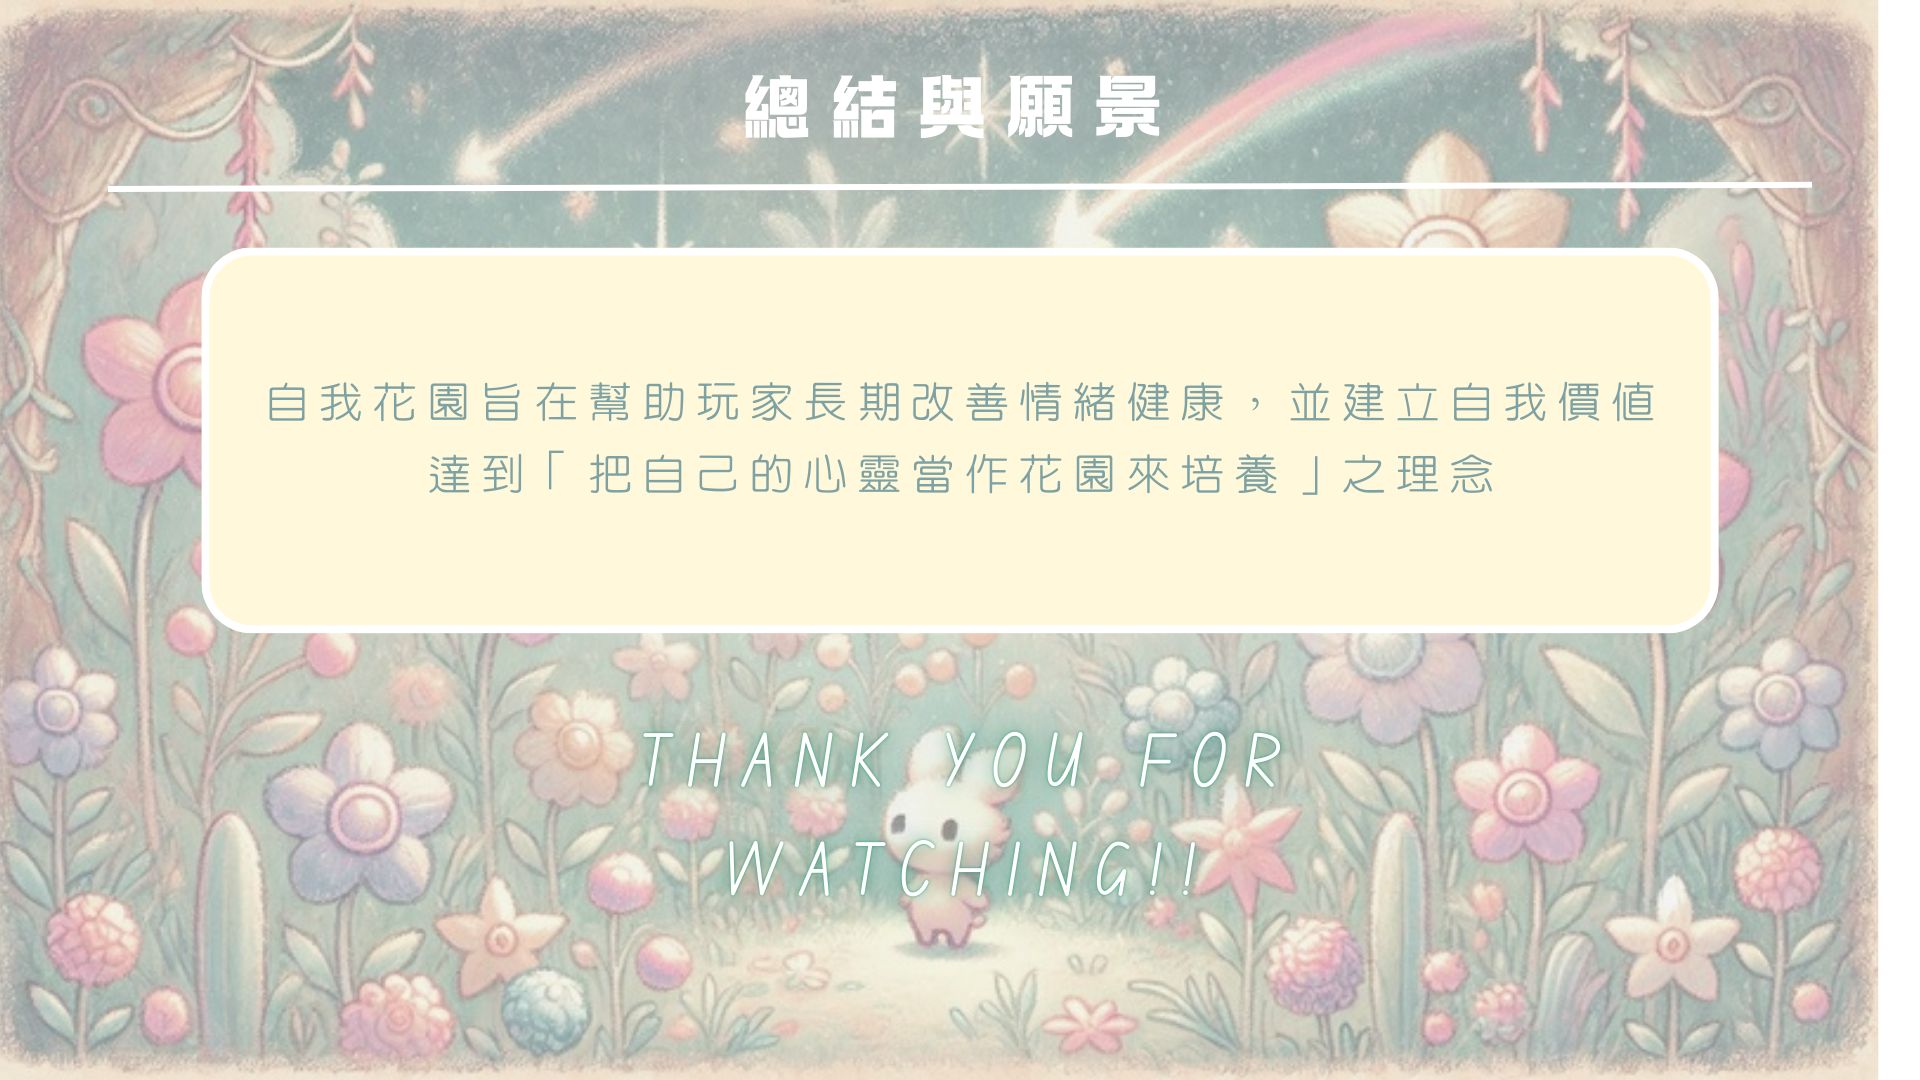 總結與願景
自我花園旨在幫助玩家長期改善情緒健康，並建立自我價值
達到「 把自己的心靈當作花園來培養 」之理念
THANK YOU FOR
WATCHING!!